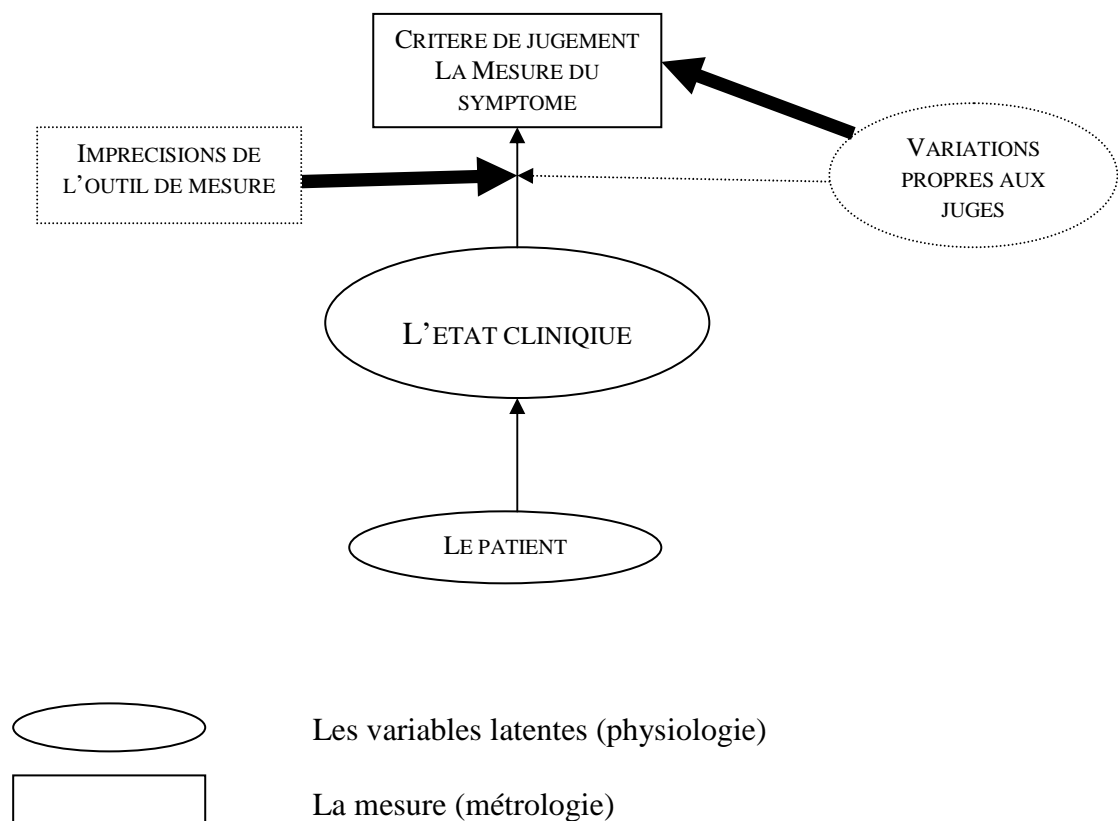 CRITERE DE JUGEMENT
LA MESURE DU
SYMPTOME
IMPRECISIONS DE
L'OUTIL DE MESURE
VARIATIONS
PROPRES AUX
JUGES
L'ETAT CLINIQIUE
LE PATIENT
Les variables latentes (physiologie)
La mesure (métrologie)